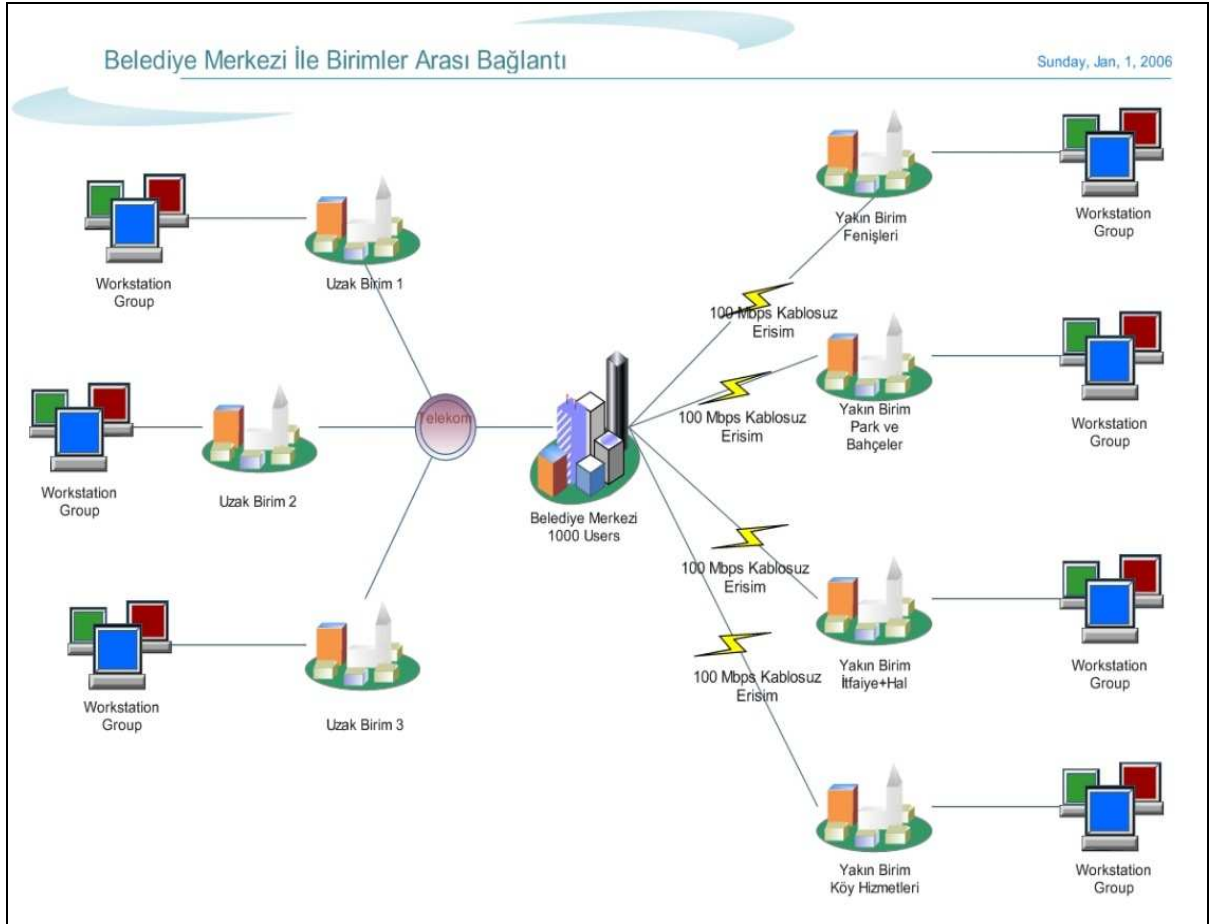 Belediye Merkezi İle Birimler Arası Bağlantı
Sunday, Jan, 1, 2006
Workstation
Group
Uzak Birim 1
Workstation
Group
Uzak Birim 2
Workstation
Group
Uzak Birim 3
Telekom
Belediye Merkezi
1000 Users
100 Mbps Kablosuz
Erisim
100 Mbps Kablosuz
Erisim
100 Mbps Kablosuz
Erisim
100 Mbps Kablosuz
Erisim
Yakın Birim
Fenişleri
Workstation
Group
Yakın Birim
Park ve
Bahçeler
Workstation
Group
Yakın Birim
İtfaiye+Hal
Workstation
Group
Yakın Birim
Köy Hizmetleri
Workstation
Group